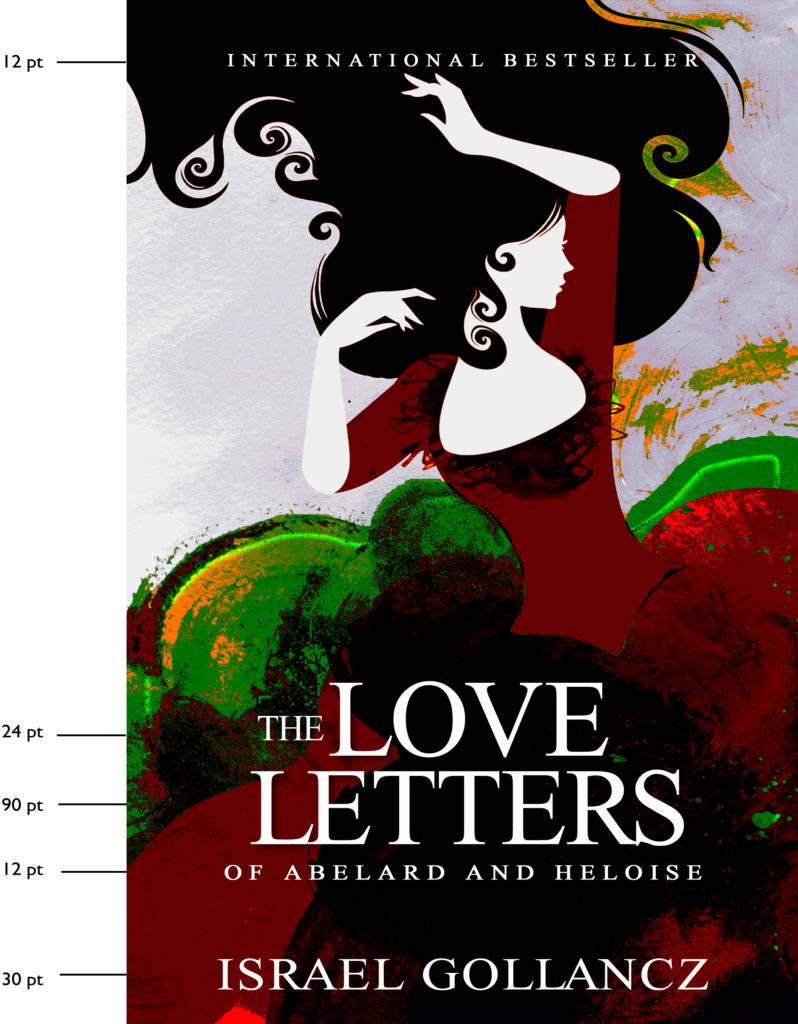 12 pt
INTERNATIONAL BESTSELLER
24 pt
THE LOVE
90 pt
LETTERS
12 pt
OF ABELARD AND HELOISE
30 pt
ISRAEL GOLLANCZ